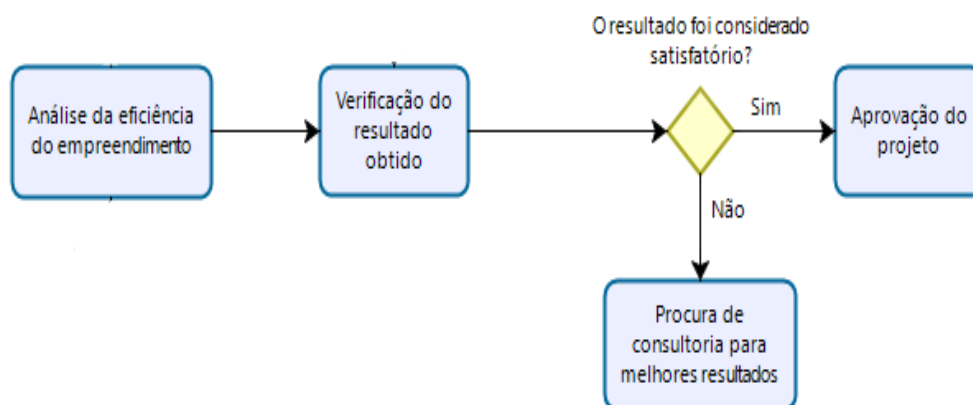 O resultado foi considerado
satisfatório?
Análise da eficiência
do empreendimento
Verificação do
resultado
obtido
Sim
Aprovação do
projeto
Não
Procura de
consultoria para
melhores resultados